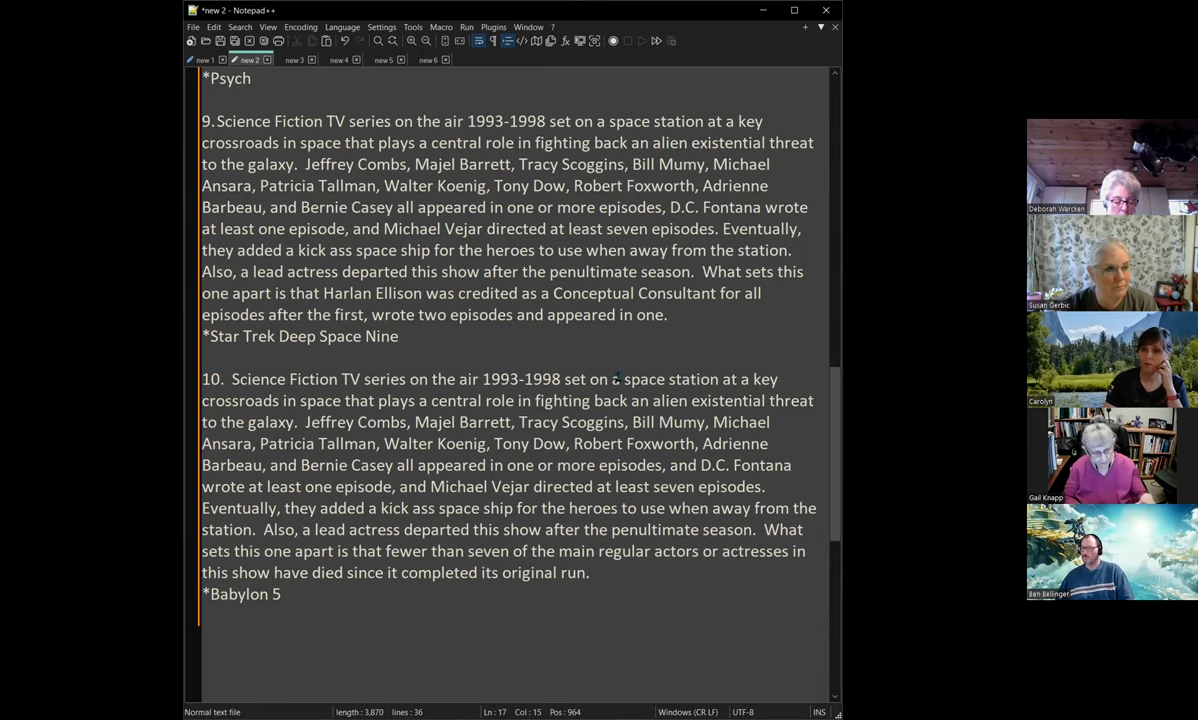 *new 2 - Notepad++
File Edit Search View Encoding Language Settings Tools Macro Run Plugins Window ?
new 1 new 2 new 3 new 4 new 5 new 6
*Psych
9.Science Fiction TV series on the air 1993-1998 set on a space station at a key
crossroads in space that plays a central role in fighting back an alien existential threat
to the galaxy.  Jeffrey Combs, Majel Barrett, Tracy Scoggins, Bill Mumy, Michael
Ansara, Patricia Tallman, Walter Koenig, Tony Dow, Robert Foxworth, Adrienne
Barbeau, and Bernie Casey all appeared in one or more episodes, D.C. Fontana wrote
at least one episode, and Michael Vejar directed at least seven episodes. Eventually,
they added a kick ass space ship for the heroes to use when away from the station.
Also, a lead actress departed this show after the penultimate season.  What sets this
one apart is that Harlan Ellison was credited as a Conceptual Consultant for all
episodes after the first, wrote two episodes and appeared in one.
*Star Trek Deep Space Nine
10.  Science Fiction TV series on the air 1993-1998 set on a space station at a key
crossroads in space that plays a central role in fighting back an alien existential threat
to the galaxy.  Jeffrey Combs, Majel Barrett, Tracy Scoggins, Bill Mumy, Michael
Ansara, Patricia Tallman, Walter Koenig, Tony Dow, Robert Foxworth, Adrienne
Barbeau, and Bernie Casey all appeared in one or more episodes, and D.C. Fontana
wrote at least one episode, and Michael Vejar directed at least seven episodes.
Eventually, they added a kick ass space ship for the heroes to use when away from the
station.  Also, a lead actress departed this show after the penultimate season.  What
sets this one apart is that fewer than seven of the main regular actors or actresses in
this show have died since it completed its original run.
*Babylon 5
Normal text file length : 3,870 lines : 36 Ln : 17 Col : 15 Pos : 964 Windows (CR LF) UTF-8 INS
Deborah Warcken
Susan Gerbic
Carolyn
Gail Knapp
Ben Bellinger